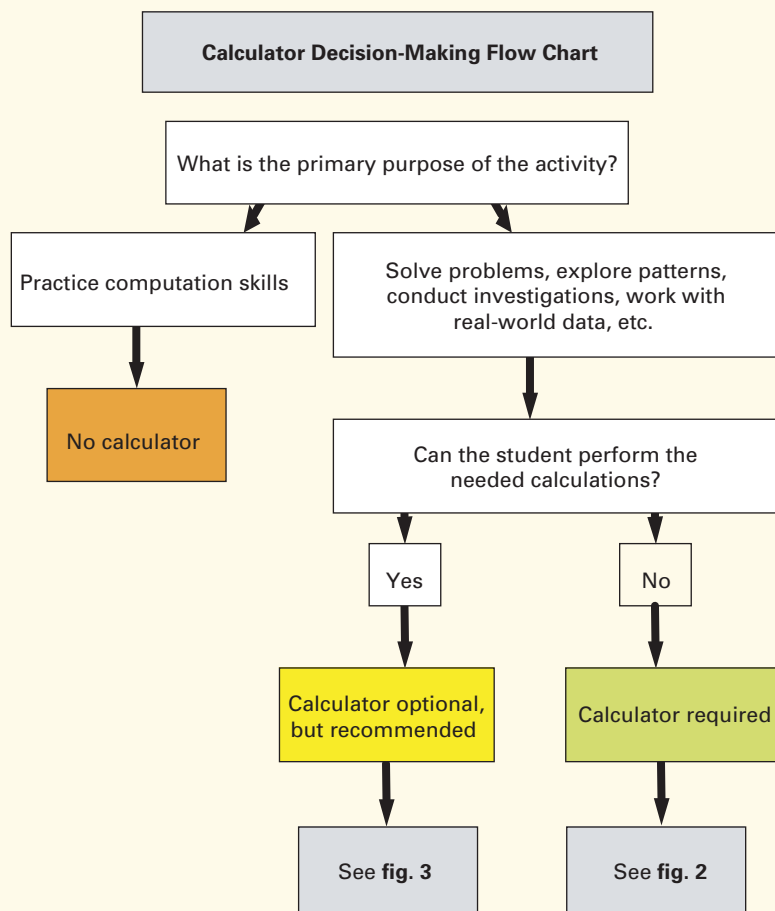 Calculator Decision-Making Flow Chart
What is the primary purpose of the activity?
Practice computation skills
Solve problems, explore patterns,
conduct investigations, work with
real-world data, etc.
No calculator
Can the student perform the
needed calculations?
Yes
No
Calculator optional,
but recommended
Calculator required
See fig. 3
See fig. 2